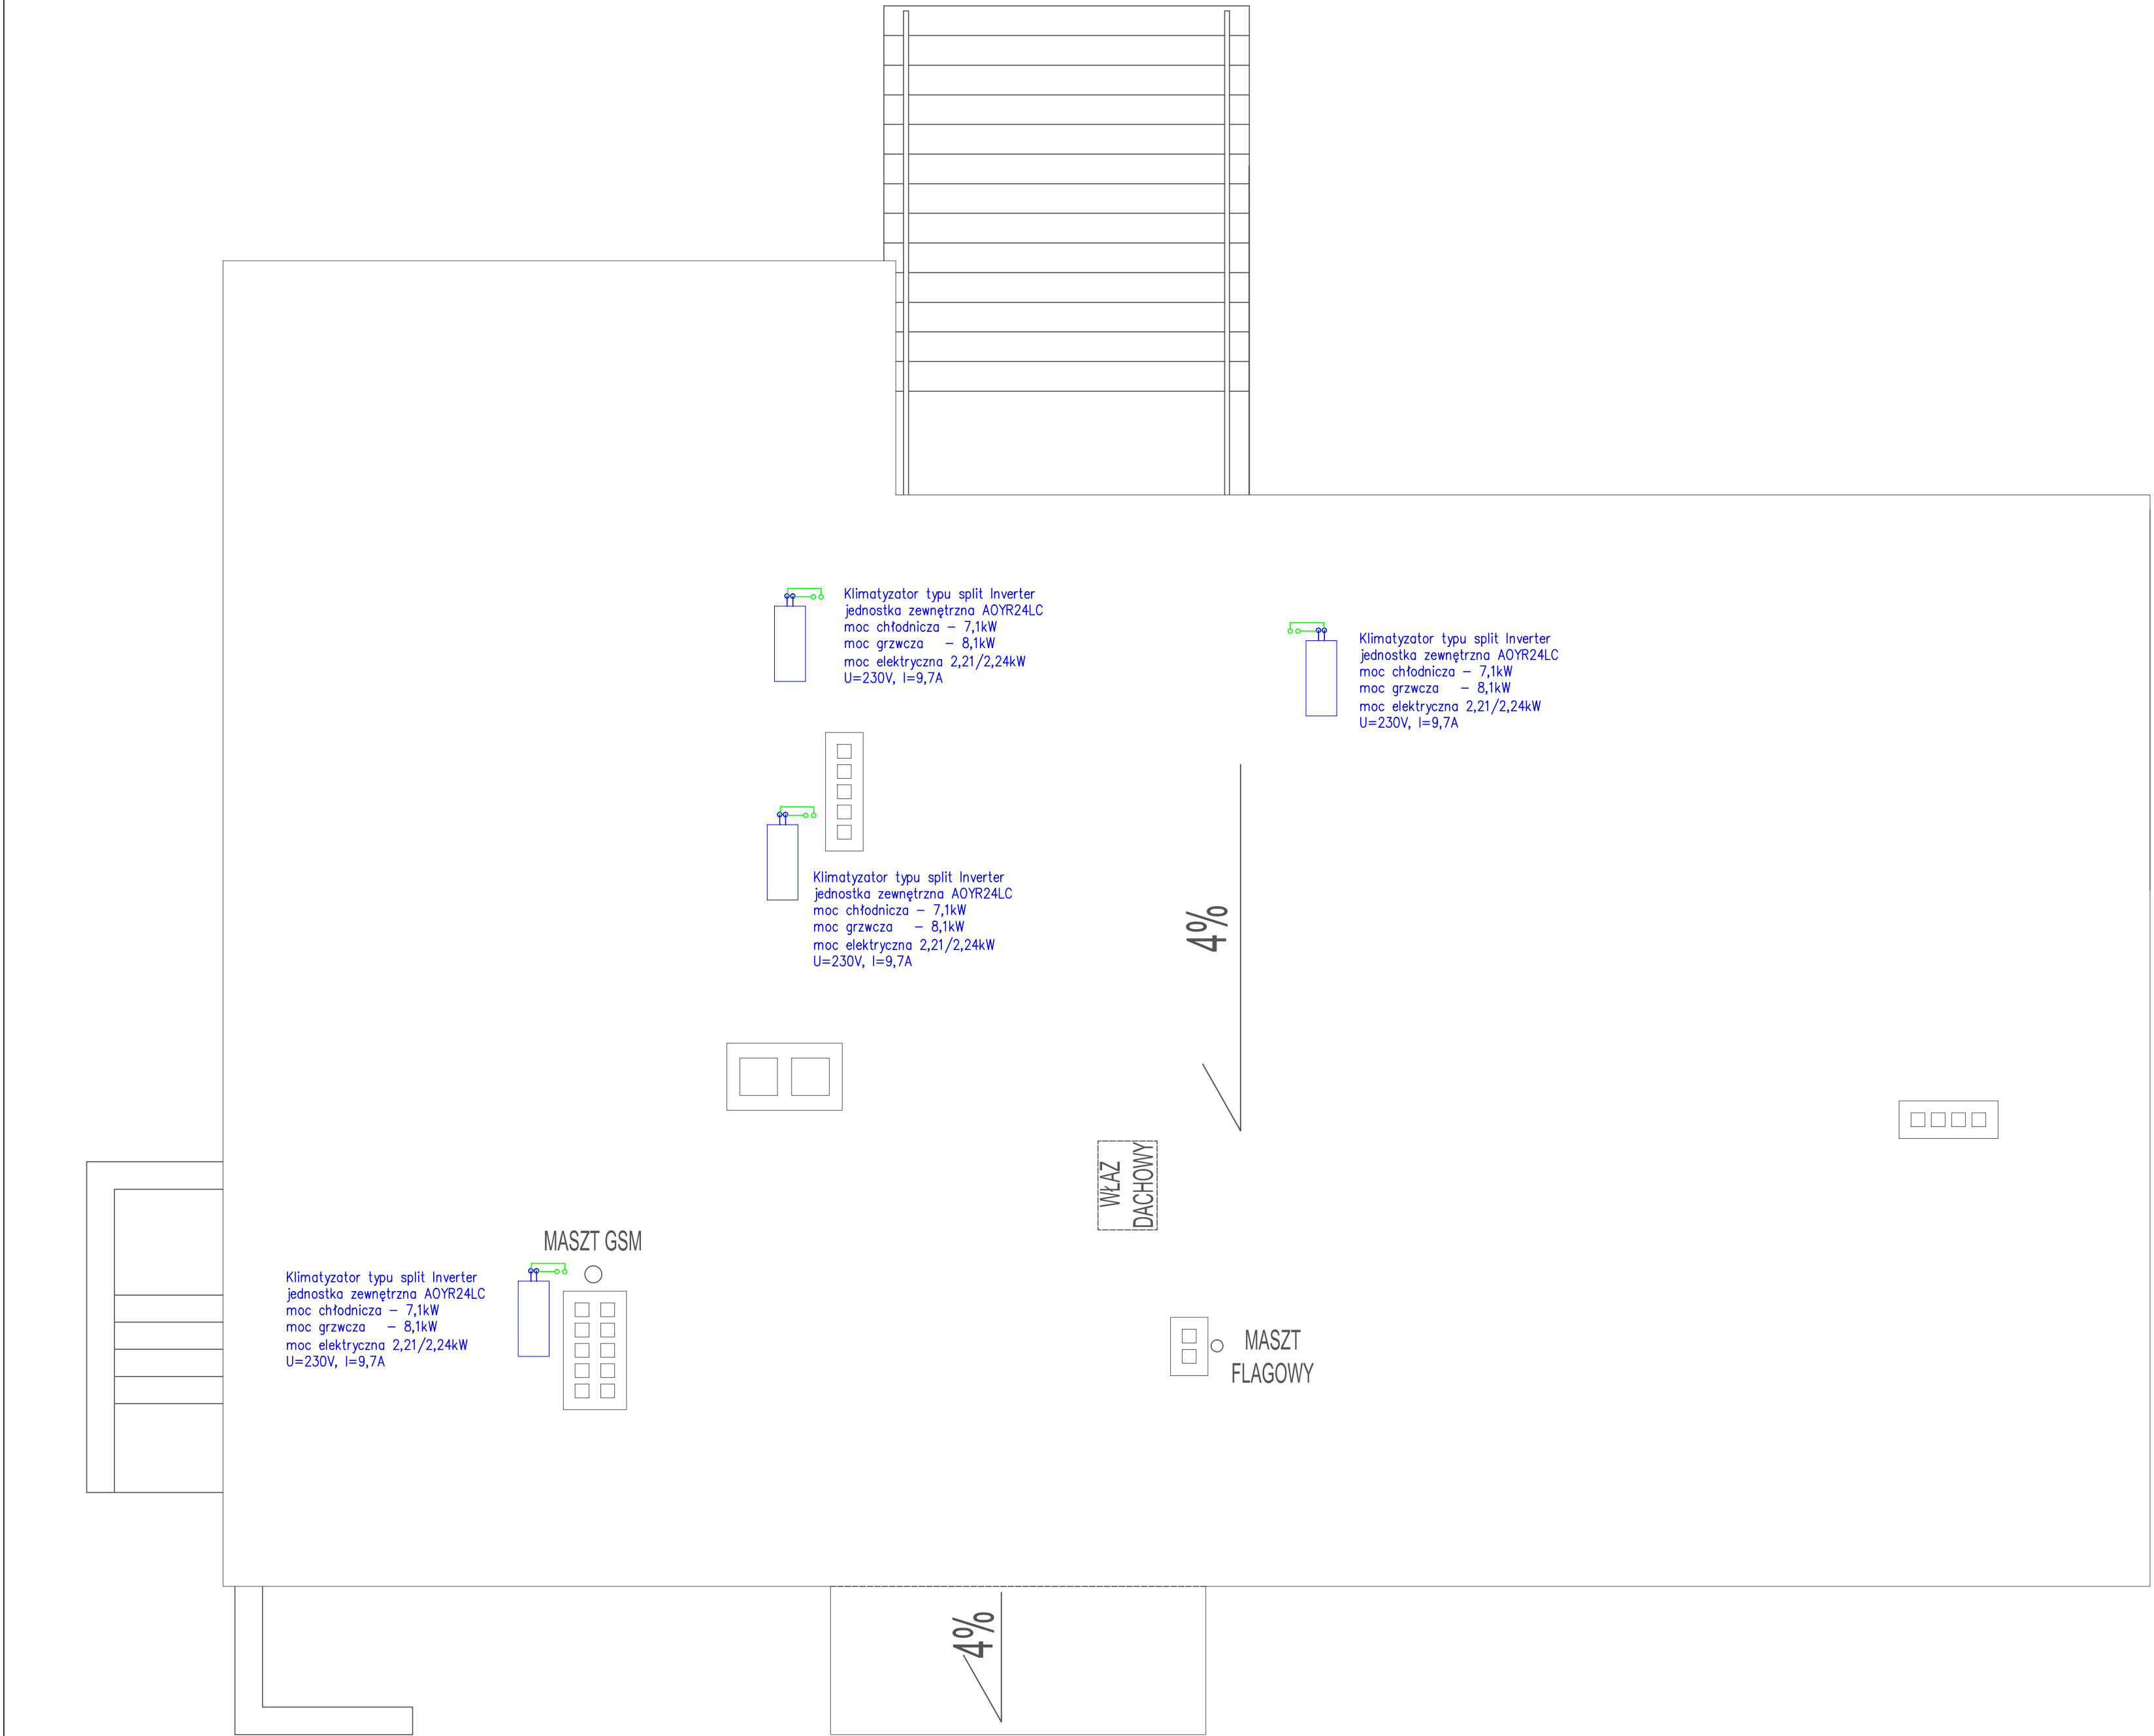 Klimatyzator typu split Inverter
jednostka zewnętrzna AOYR24LC
moc chłodnicza – 7,1kW
moc grzwcza – 8,1kW
moc elektryczna 2,21/2,24kW
U=230V, I=9,7A
Klimatyzator typu split Inverter
jednostka zewnętrzna AOYR24LC
moc chłodnicza – 7,1kW
moc grzwcza – 8,1kW
moc elektryczna 2,21/2,24kW
U=230V, I=9,7A
Klimatyzator typu split Inverter
jednostka zewnętrzna AOYR24LC
moc chłodnicza – 7,1kW
moc grzwcza – 8,1kW
moc elektryczna 2,21/2,24kW
U=230V, I=9,7A
4%
WŁAZ
DACHOWY
MASZT GSM
Klimatyzator typu split Inverter
jednostka zewnętrzna AOYR24LC
moc chłodnicza – 7,1kW
moc grzwcza – 8,1kW
moc elektryczna 2,21/2,24kW
U=230V, I=9,7A
MASZT
FLAGOWY
4%